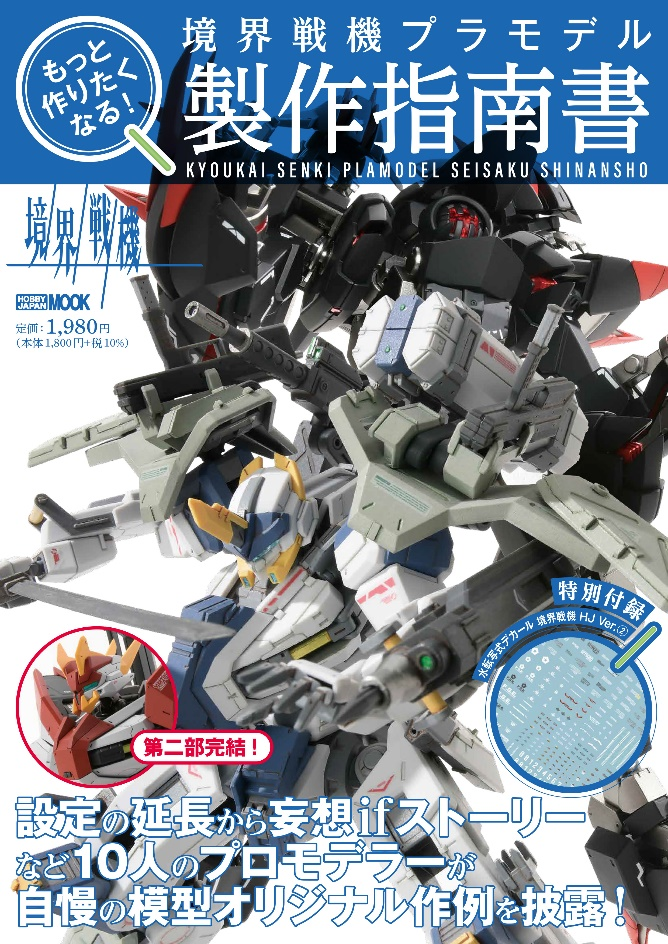 もっと
作りたく
なる!
境界戦機プラモデル
製作指南書
KYOUKAI SENKI PLAMODEL SEISAKU SHINANSHO
境界戦機
HOBBY
JAPAN MOOK
定価:1,980円
(本体1,800円+税10%)
特別付録
水転写式デカール 境界戦機 HJ Ver.②
第二部完結!
設定の延長から妄想ifストーリー
など10人のプロモデラーが
自慢の模型オリジナル作例を披露!